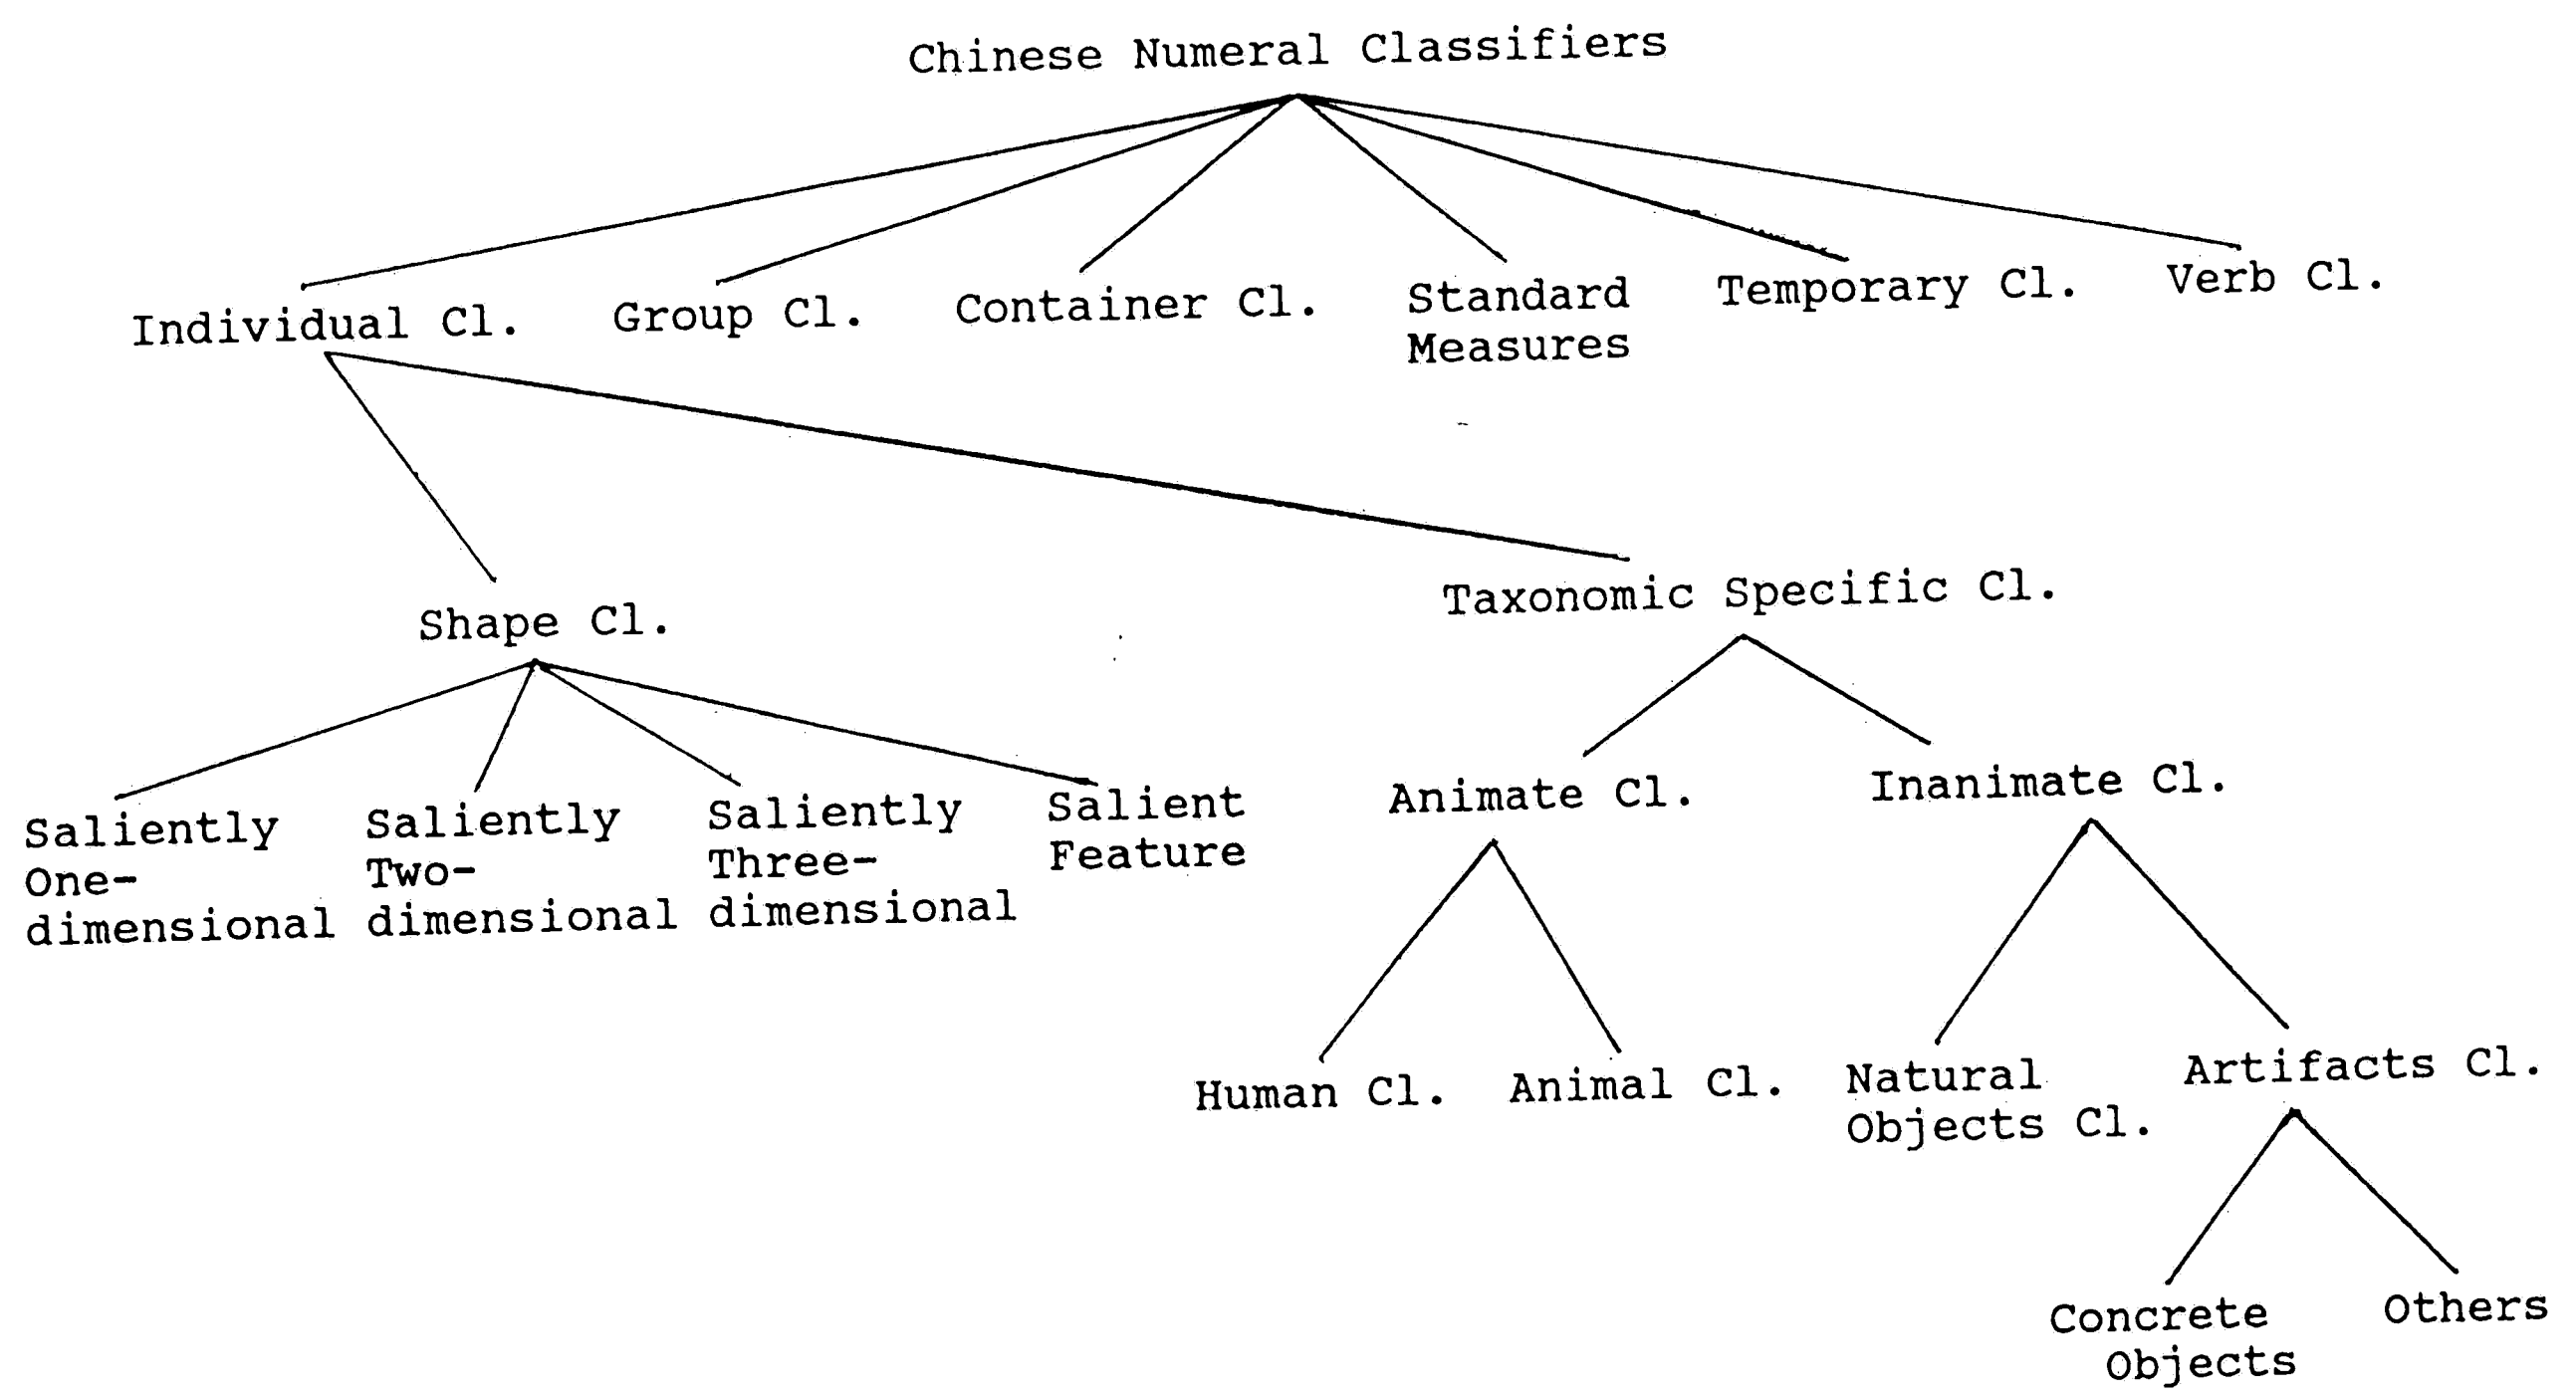 Chinese Numeral Classifiers
Individual Cl.
Group Cl.
Container Cl.
Standard
Measures
Temporary Cl.
Verb Cl.
Shape Cl.
Taxonomic Specific Cl.
Saliently
One-
dimensional
Saliently
Two-
dimensional
Saliently
Three-
dimensional
Salient
Feature
Animate Cl.
Inanimate Cl.
Human Cl.
Animal Cl.
Natural
Objects Cl.
Artifacts Cl.
Concrete
Objects
Others